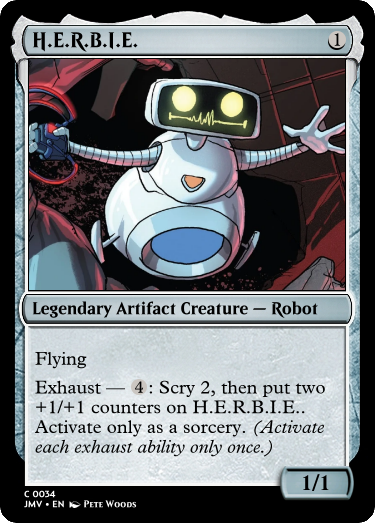 H.E.R.B.I.E. 1
Legendary Artifact Creature — Robot
Flying
Exhaust — 4: Scry 2, then put two
+1/+1 counters on H.E.R.B.I.E..
Activate only as a sorcery. (Activate
each exhaust ability only once.)
1/1
C 0034
JMV • EN Pete Woods